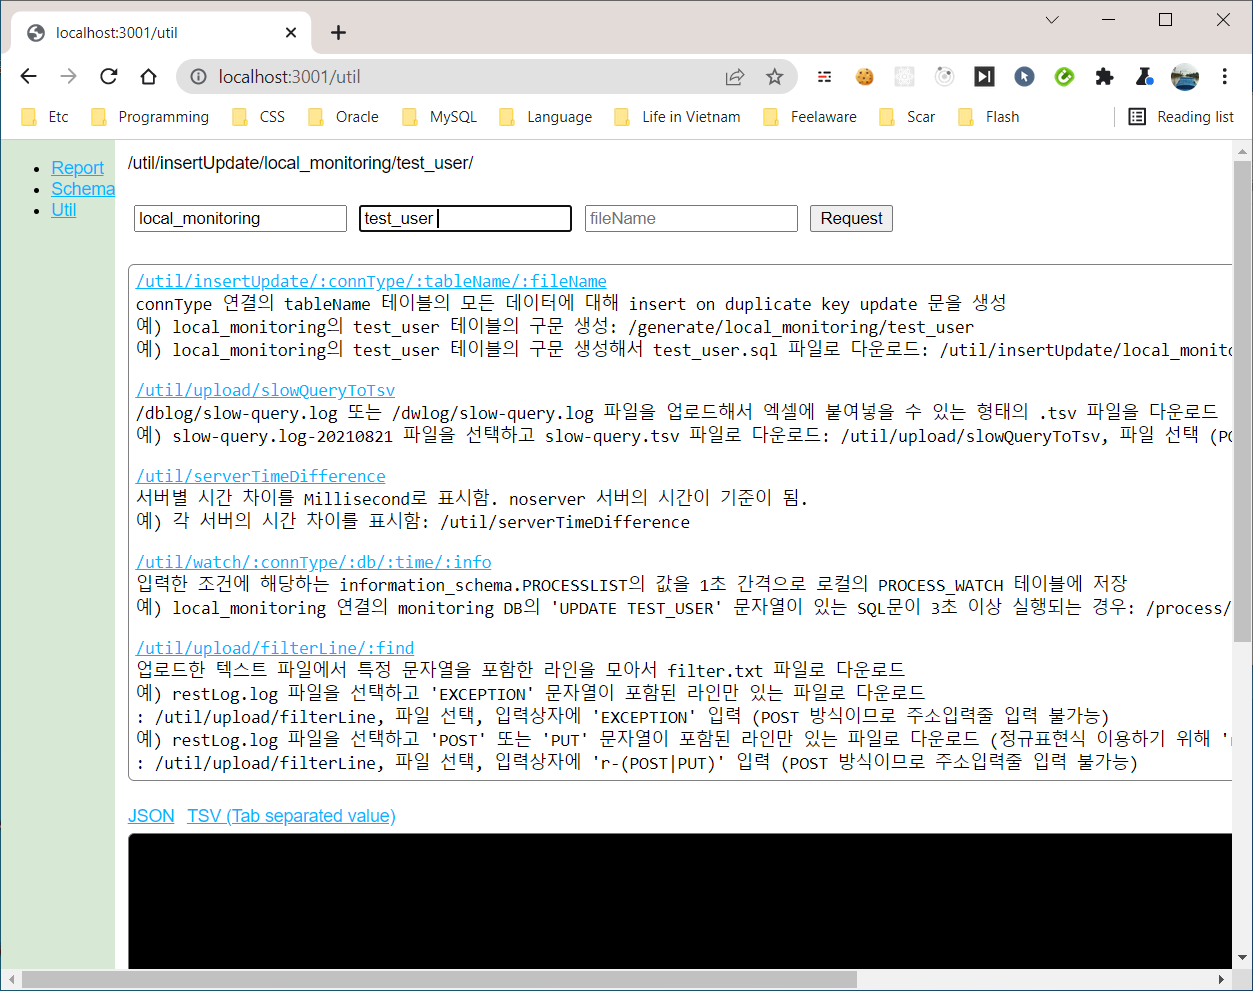 localhost:3001/util
localhost:3001/util
Etc Programming CSS Oracle MySQL Language Life in Vietnam Feelaware Scar Flash Reading list
Report
Schema
Util
/util/insertUpdate/local_monitoring/test_user/
local_monitoring test_user fileName Request
/util/insertUpdate/:connType/:tableName/:fileName
connType 연결의 tableName 테이블의 모든 데이터에 대해 insert on duplicate key update 문을 생성
예) local_monitoring의 test_user 테이블의 구문 생성: /generate/local_monitoring/test_user
예) local_monitoring의 test_user 테이블의 구문 생성해서 test_user.sql 파일로 다운로드: /util/insertUpdate/local_monito
/util/upload/slowQueryToTsv
/dblog/slow-query.log 또는 /dwlog/slow-query.log 파일을 업로드해서 엑셀에 붙여넣을 수 있는 형태의 .tsv 파일을 다운로드
예) slow-query.log-20210821 파일을 선택하고 slow-query.tsv 파일로 다운로드: /util/upload/slowQueryToTsv, 파일 선택 (PO
/util/serverTimeDifference
서버별 시간 차이를 Millisecond로 표시함. noserver 서버의 시간이 기준이 됨.
예) 각 서버의 시간 차이를 표시함: /util/serverTimeDifference
/util/watch/:connType/:db/:time/:info
입력한 조건에 해당하는 information_schema.PROCESSLIST의 값을 1초 간격으로 로컬의 PROCESS_WATCH 테이블에 저장
예) local_monitoring 연결의 monitoring DB의 'UPDATE TEST_USER' 문자열이 있는 SQL문이 3초 이상 실행되는 경우: /process/
/util/upload/filterLine/:find
업로드한 텍스트 파일에서 특정 문자열을 포함한 라인을 모아서 filter.txt 파일로 다운로드
예) restLog.log 파일을 선택하고 'EXCEPTION' 문자열이 포함된 라인만 있는 파일로 다운로드
: /util/upload/filterLine, 파일 선택, 입력상자에 'EXCEPTION' 입력 (POST 방식이므로 주소입력줄 입력 불가능)
예) restLog.log 파일을 선택하고 'POST' 또는 'PUT' 문자열이 포함된 라인만 있는 파일로 다운로드 (정규표현식 이용하기 위해 'r
: /util/upload/filterLine, 파일 선택, 입력상자에 'r-(POST|PUT)' 입력 (POST 방식이므로 주소입력줄 입력 불가능)
JSON TSV (Tab separated value)